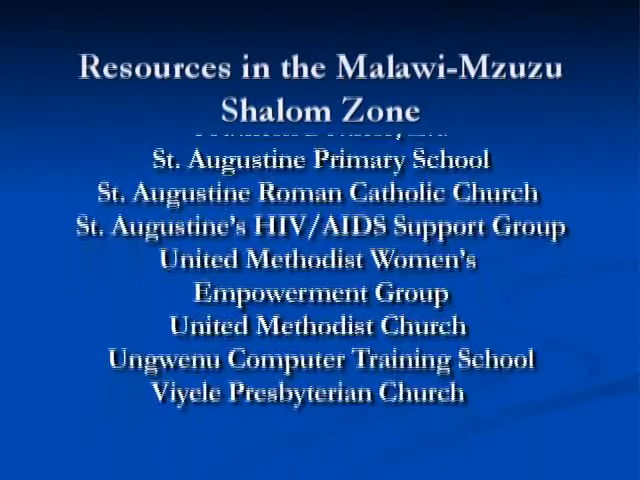 Resources in the Malawi-Mzuzu
Shalom Zone
St. Augustine Primary School
St. Augustine Roman Catholic Church
St. Augustine's HIV/AIDS Support Group
United Methodist Women's
Empowerment Group
United Methodist Church
Ungwenu Computer Training School
Viyele Presbyterian Church